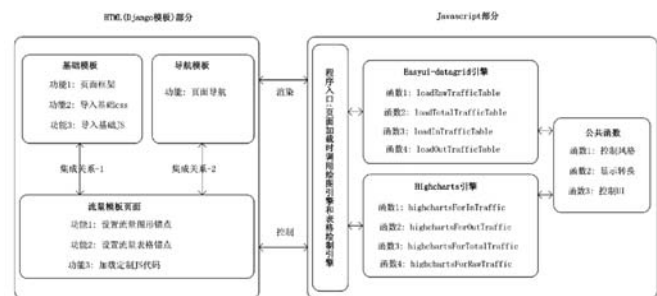 HTML(Django模板)部分
Javascript部分
基础模板
功能1: 页面框架
功能2: 导入基础css
功能3: 导入基础JS
导航模板
功能: 页面导航
集成关系-1
集成关系-2
流量模板页面
功能1: 设置流量图形锚点
功能2: 设置流量表格锚点
功能3: 加载定制JS代码
渲染
控制
程序入口:页面加载时调用绘图引擎和表格绘制引擎
Easyui-datagrid引擎
函数1: loadRawTrafficTable
函数2: loadTotalTrafficTable
函数3: loadInTrafficTable
函数4: loadOutTrafficTable
Highcharts引擎
函数1: highchartsForInTraffic
函数2: highchartsForOutTraffic
函数3: highchartsForTotalTraffic
函数4: highchartsForRawTraffic
公共函数
函数1: 控制风格
函数2: 显示转换
函数3: 控制UI